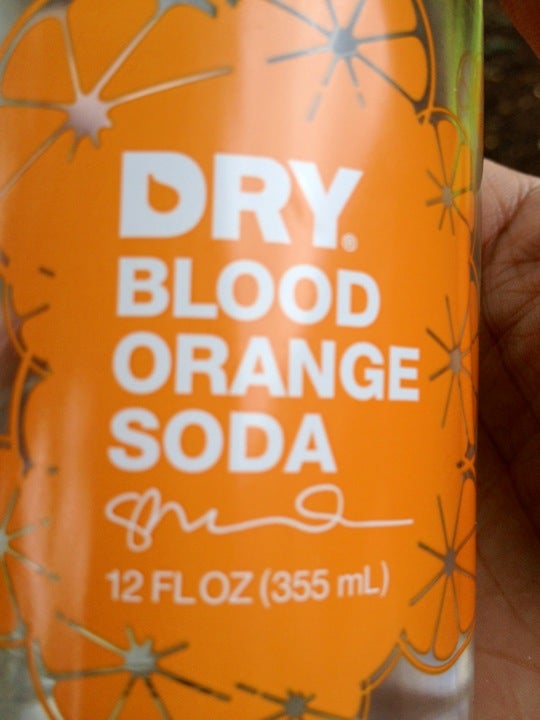 DRY®
BLOOD
ORANGE
SODA
12 FL OZ (355 mL)